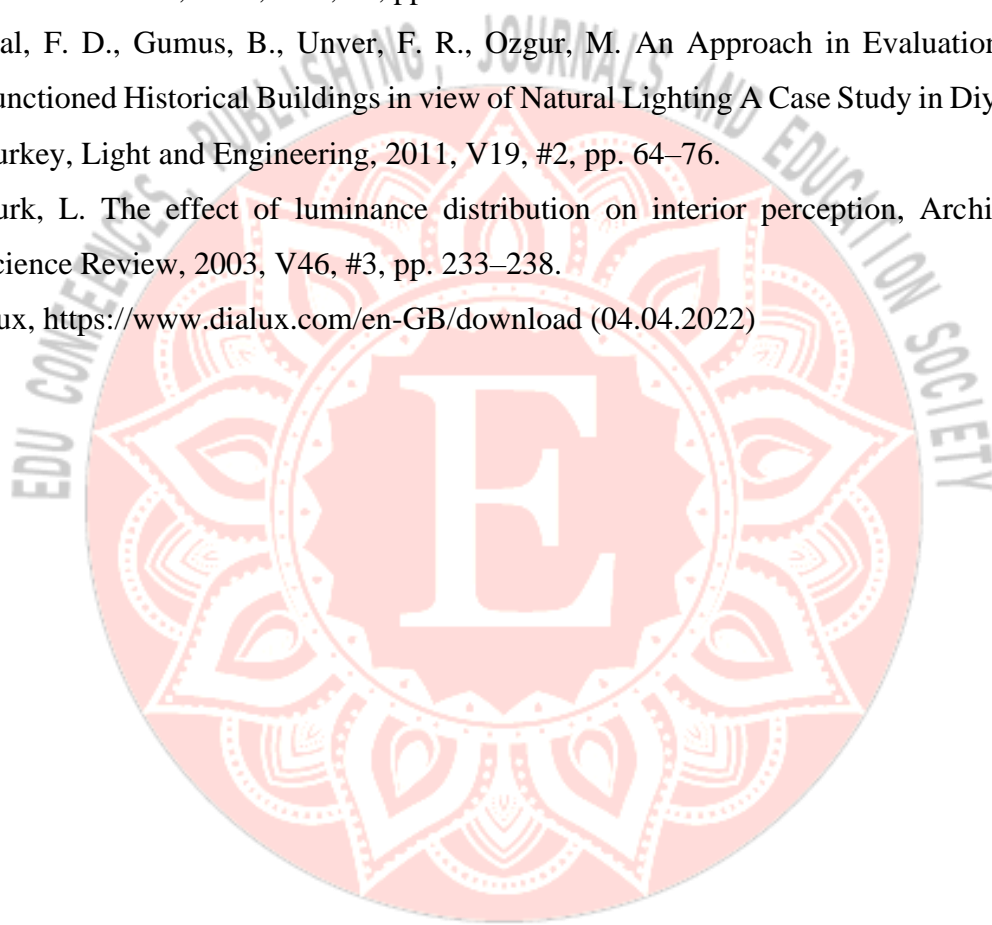 al, F. D., Gumus, B., Unver, F. R., Ozgur, M. An Approach in Evaluation
unctioned Historical Buildings in view of Natural Lighting A Case Study in Diy
urkey, Light and Engineering, 2011, V19, #2, pp. 64–76.
urk, L. The effect of luminance distribution on interior perception, Archi
cience Review, 2003, V46, #3, pp. 233–238.
ux, https://www.dialux.com/en-GB/download (04.04.2022)
EDU CONFERENCES, PUBLISHING, JOURNALS AND EDUCATION SOCIETY
E